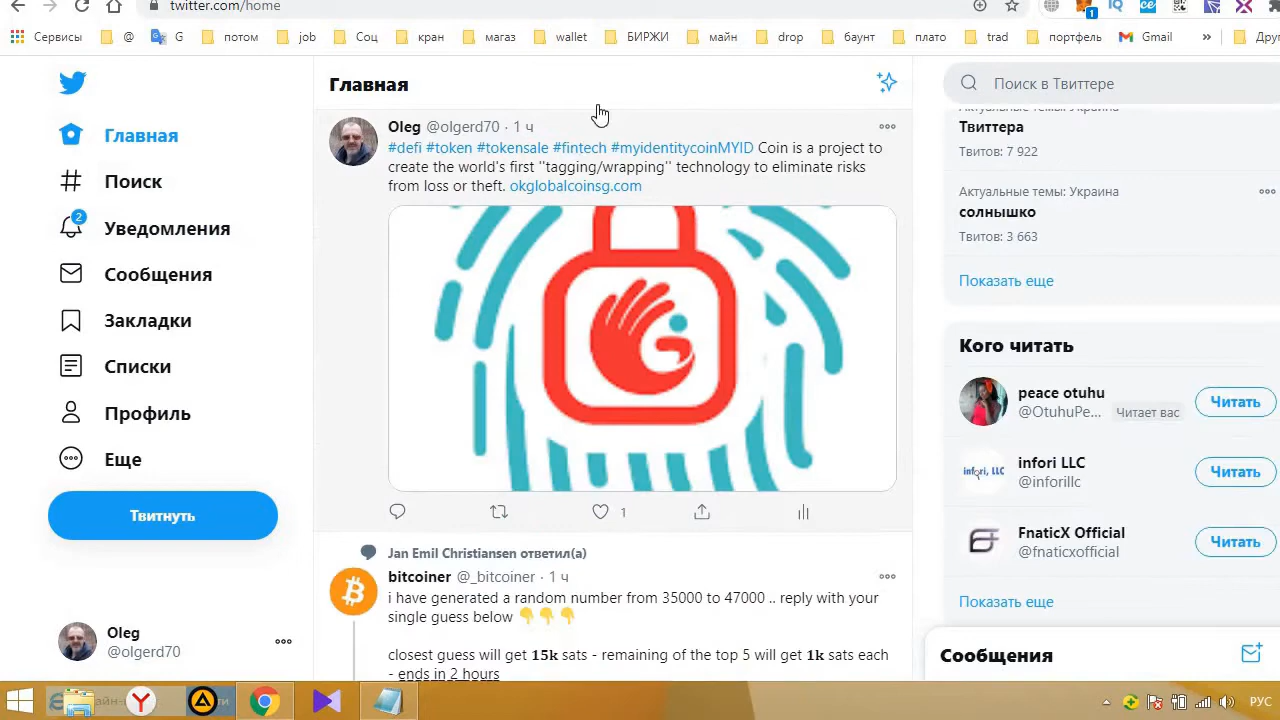 twitter.com/home
1
IQ
Сервисы
@
G
потом
job
Соц
кран
магаз
wallet
БИРЖИ
майн
drop
баунт
плато
trad
портфель
Gmail
»
Главная
Поиск
2
Уведомления
Сообщения
Закладки
Списки
Профиль
Еще
Твитнуть
Oleg
@olgerd70
Главная
Oleg @olgerd70 · 1 ч
#defi #token #tokensale #fintech #myidentitycoinMYID Coin is a project to
create the world's first ''tagging/wrapping'' technology to eliminate risks
from loss or theft. okglobalcoinsg.com
1
Jan Emil Christiansen ответил(а)
bitcoiner @_bitcoiner · 1 ч
i have generated a random number from 35000 to 47000 .. reply with your
single guess below 👇👇👇
closest guess will get 15k sats - remaining of the top 5 will get 1k sats each
- ends in 2 hours
Поиск в Твиттере
Твиттера
Твитов: 7 922
Актуальные темы: Украина
солнышко
Твитов: 3 663
Показать еще
Кого читать
peace otuhu
@OtuhuPe... Читает вас
Читать
infori LLC
@inforillc
Читать
FnaticX Official
@fnaticxofficial
Читать
Показать еще
Сообщения
РУС